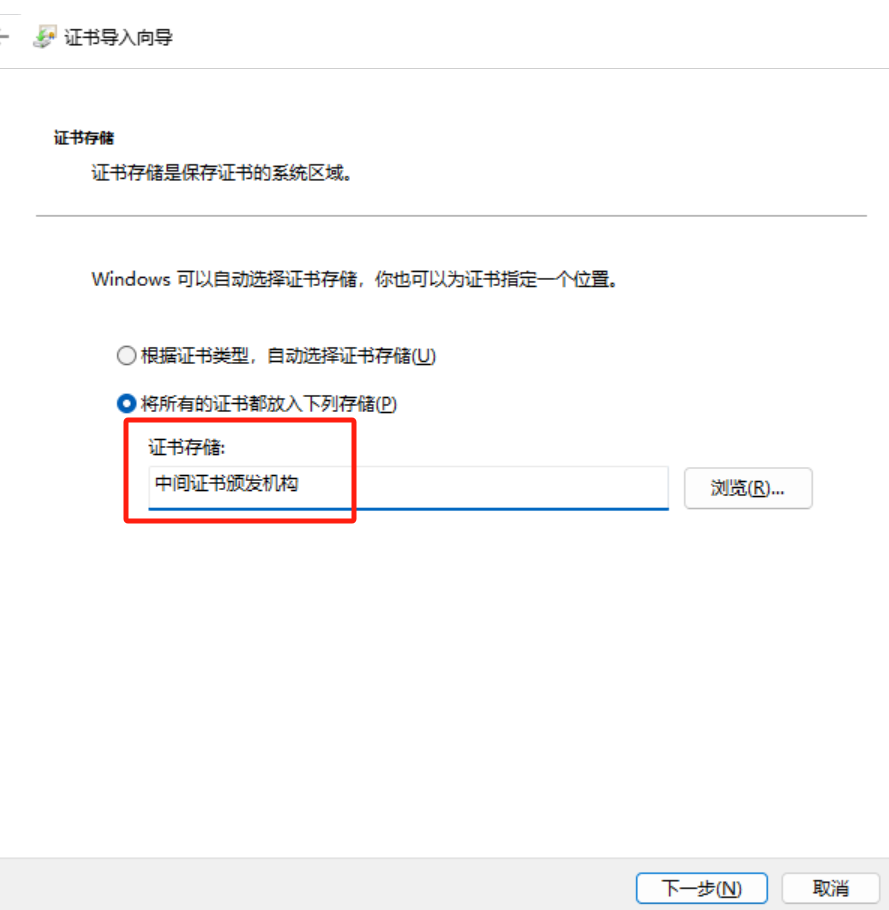 证书导入向导
证书存储
证书存储是保存证书的系统区域。
Windows 可以自动选择证书存储，你也可以为证书指定一个位置。
根据证书类型，自动选择证书存储(U)
将所有的证书都放入下列存储(P)
证书存储:
中间证书颁发机构
浏览(R)...
下一步(N)
取消